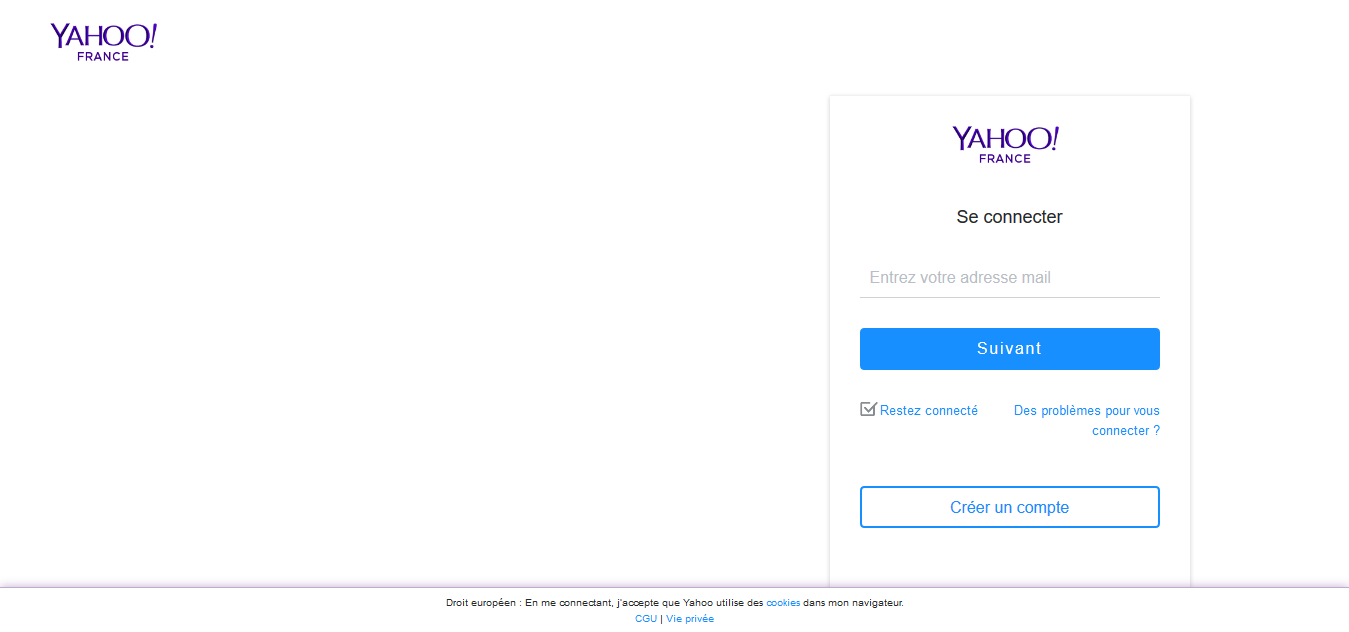 YAHOO!
FRANCE
YAHOO!
FRANCE
Se connecter
Entrez votre adresse mail
Suivant
Restez connecté
Des problèmes pour vous
connecter ?
Créer un compte
Droit européen : En me connectant, j'accepte que Yahoo utilise des cookies dans mon navigateur.
CGU | Vie privée